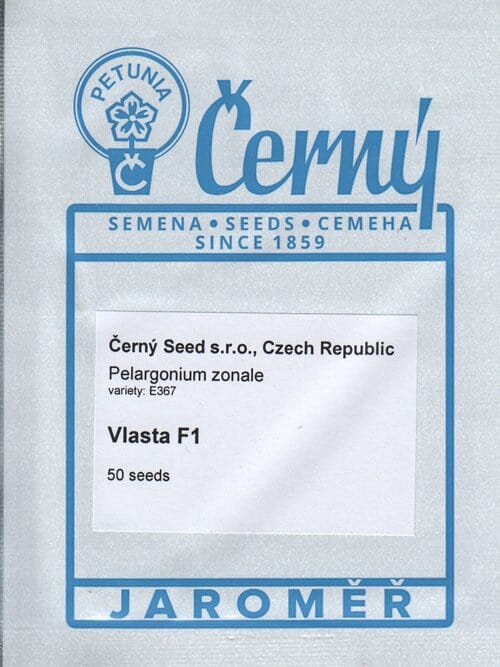 PETUNIA
Č
Černý
SEMENA • SEEDS • СЕМЕНА
SINCE 1859
Černý Seed s.r.o., Czech Republic
Pelargonium zonale
variety: E367
Vlasta F1
50 seeds
JAROMĚŘ